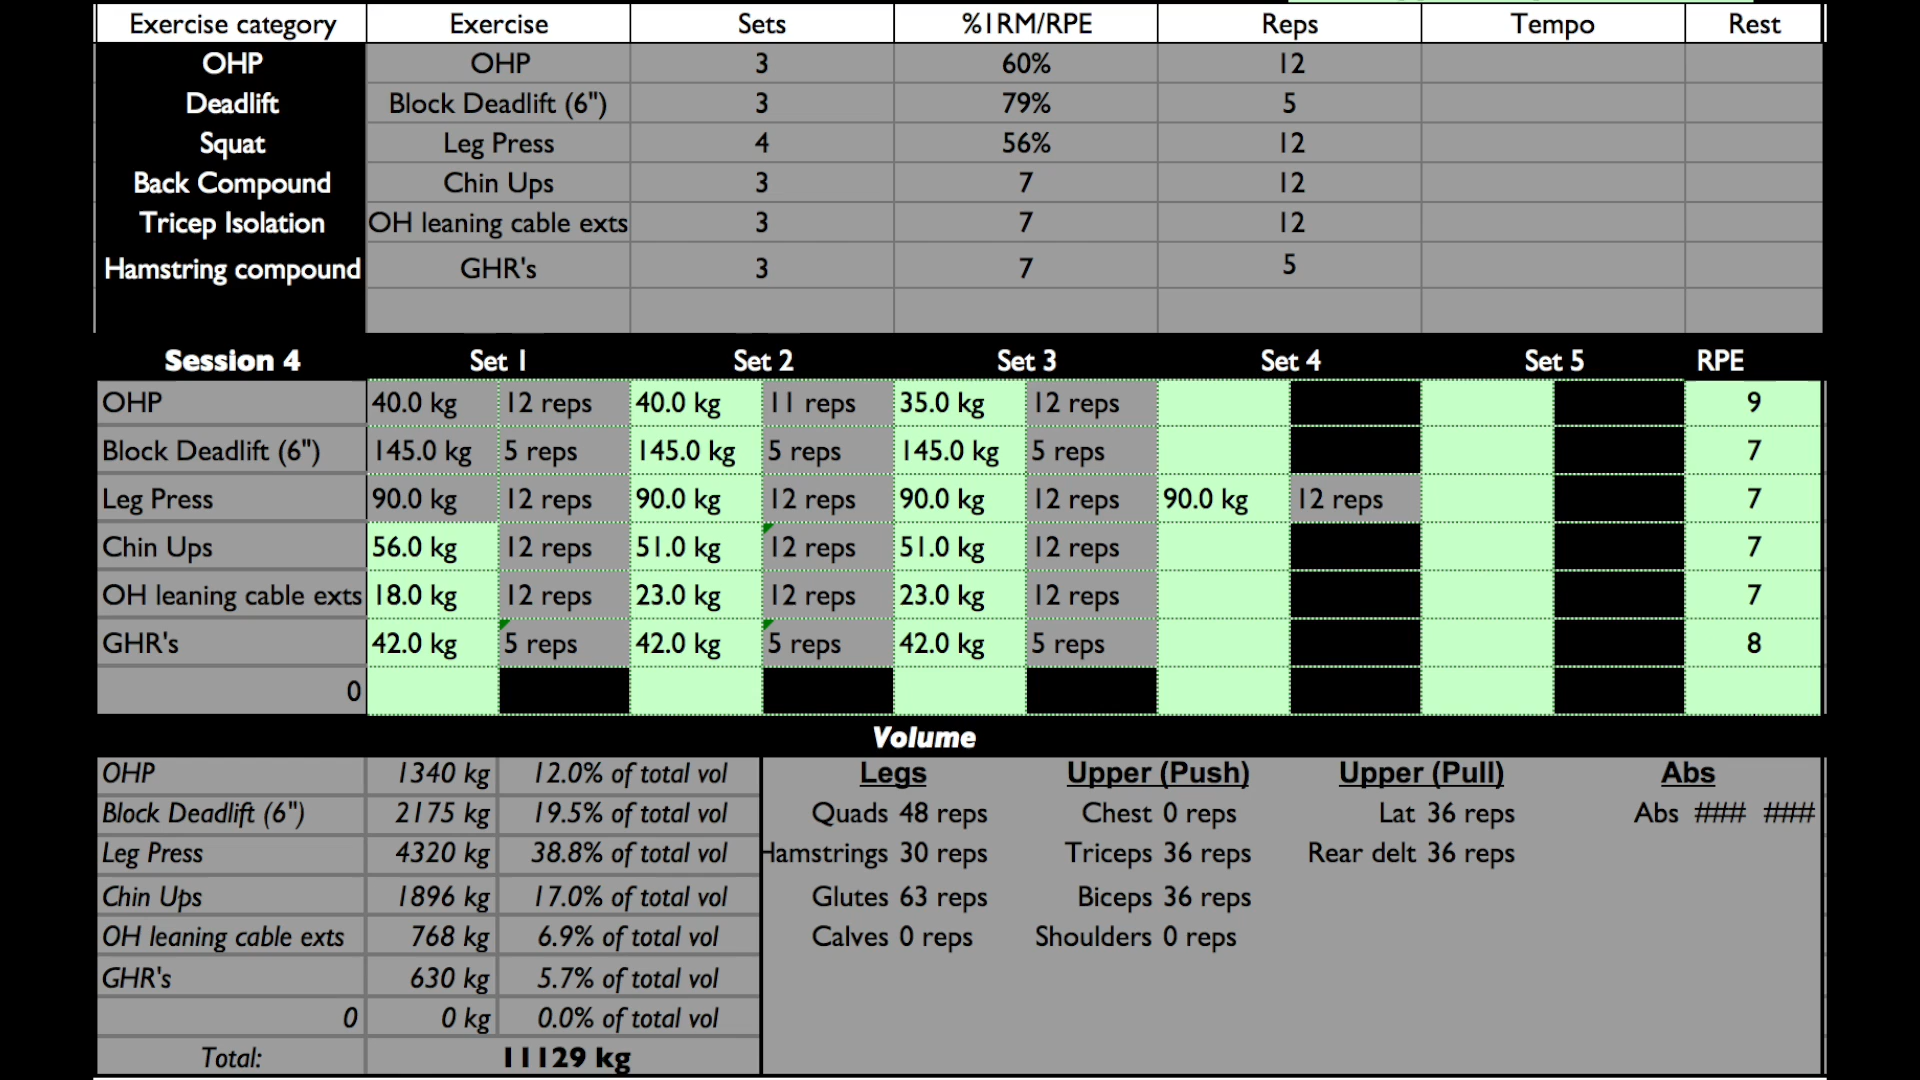 Exercise category Exercise Sets %1RM/RPE Reps Tempo Rest
OHP OHP 3 60% 12
Deadlift Block Deadlift (6") 3 79% 5
Squat Leg Press 4 56% 12
Back Compound Chin Ups 3 7 12
Tricep Isolation OH leaning cable exts 3 7 12
Hamstring compound GHR's 3 7 5
Session 4 Set 1 Set 2 Set 3 Set 4 Set 5 RPE
OHP 40.0 kg 12 reps 40.0 kg 11 reps 35.0 kg 12 reps 9
Block Deadlift (6") 145.0 kg 5 reps 145.0 kg 5 reps 145.0 kg 5 reps 7
Leg Press 90.0 kg 12 reps 90.0 kg 12 reps 90.0 kg 12 reps 90.0 kg 12 reps 7
Chin Ups 56.0 kg 12 reps 51.0 kg 12 reps 51.0 kg 12 reps 7
OH leaning cable exts 18.0 kg 12 reps 23.0 kg 12 reps 23.0 kg 12 reps 7
GHR's 42.0 kg 5 reps 42.0 kg 5 reps 42.0 kg 5 reps 8
0
Volume
OHP 1340 kg 12.0% of total vol Legs Upper (Push) Upper (Pull) Abs
Block Deadlift (6") 2175 kg 19.5% of total vol Quads 48 reps Chest 0 reps Lat 36 reps Abs ### ###
Leg Press 4320 kg 38.8% of total vol Hamstrings 30 reps Triceps 36 reps Rear delt 36 reps
Chin Ups 1896 kg 17.0% of total vol Glutes 63 reps Biceps 36 reps
OH leaning cable exts 768 kg 6.9% of total vol Calves 0 reps Shoulders 0 reps
GHR's 630 kg 5.7% of total vol
0 0 kg 0.0% of total vol
Total: 11129 kg